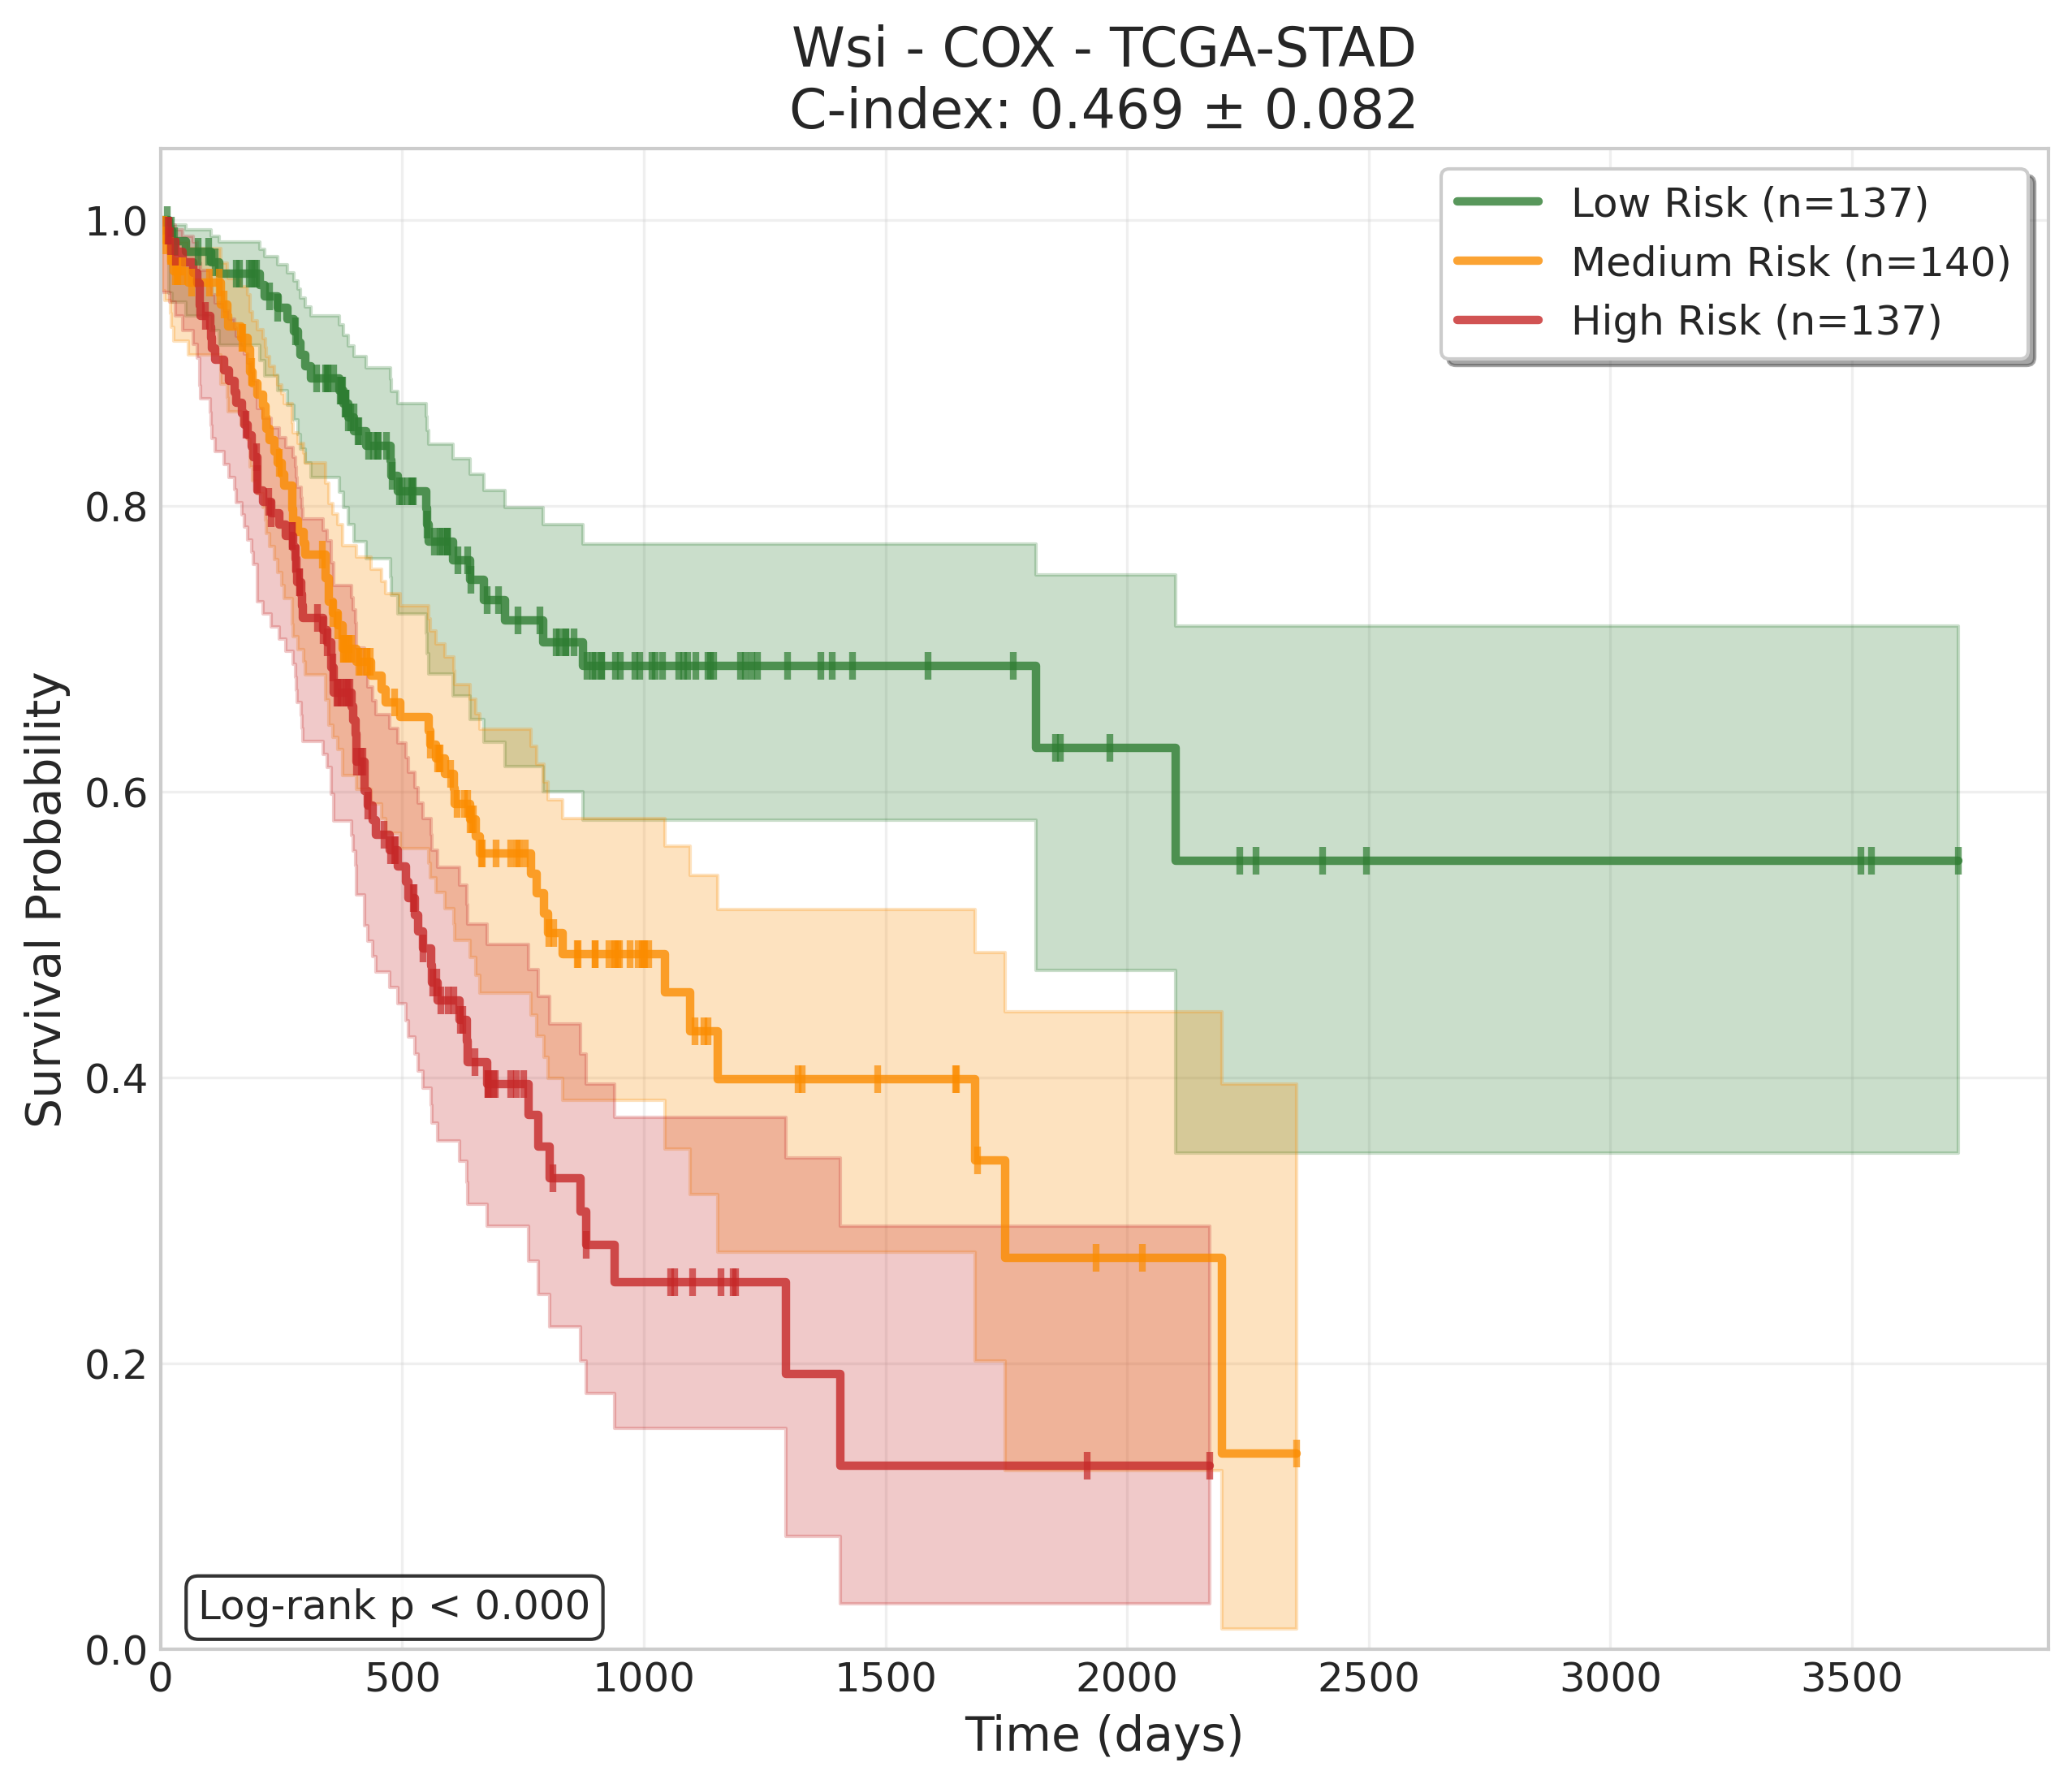 Wsi - COX - TCGA-STAD
C-index: 0.469 ± 0.082
Low Risk (n=137)
Medium Risk (n=140)
High Risk (n=137)
Survival Probability
1.0
0.8
0.6
0.4
0.2
0.0
Log-rank p < 0.000
0 500 1000 1500 2000 2500 3000 3500
Time (days)